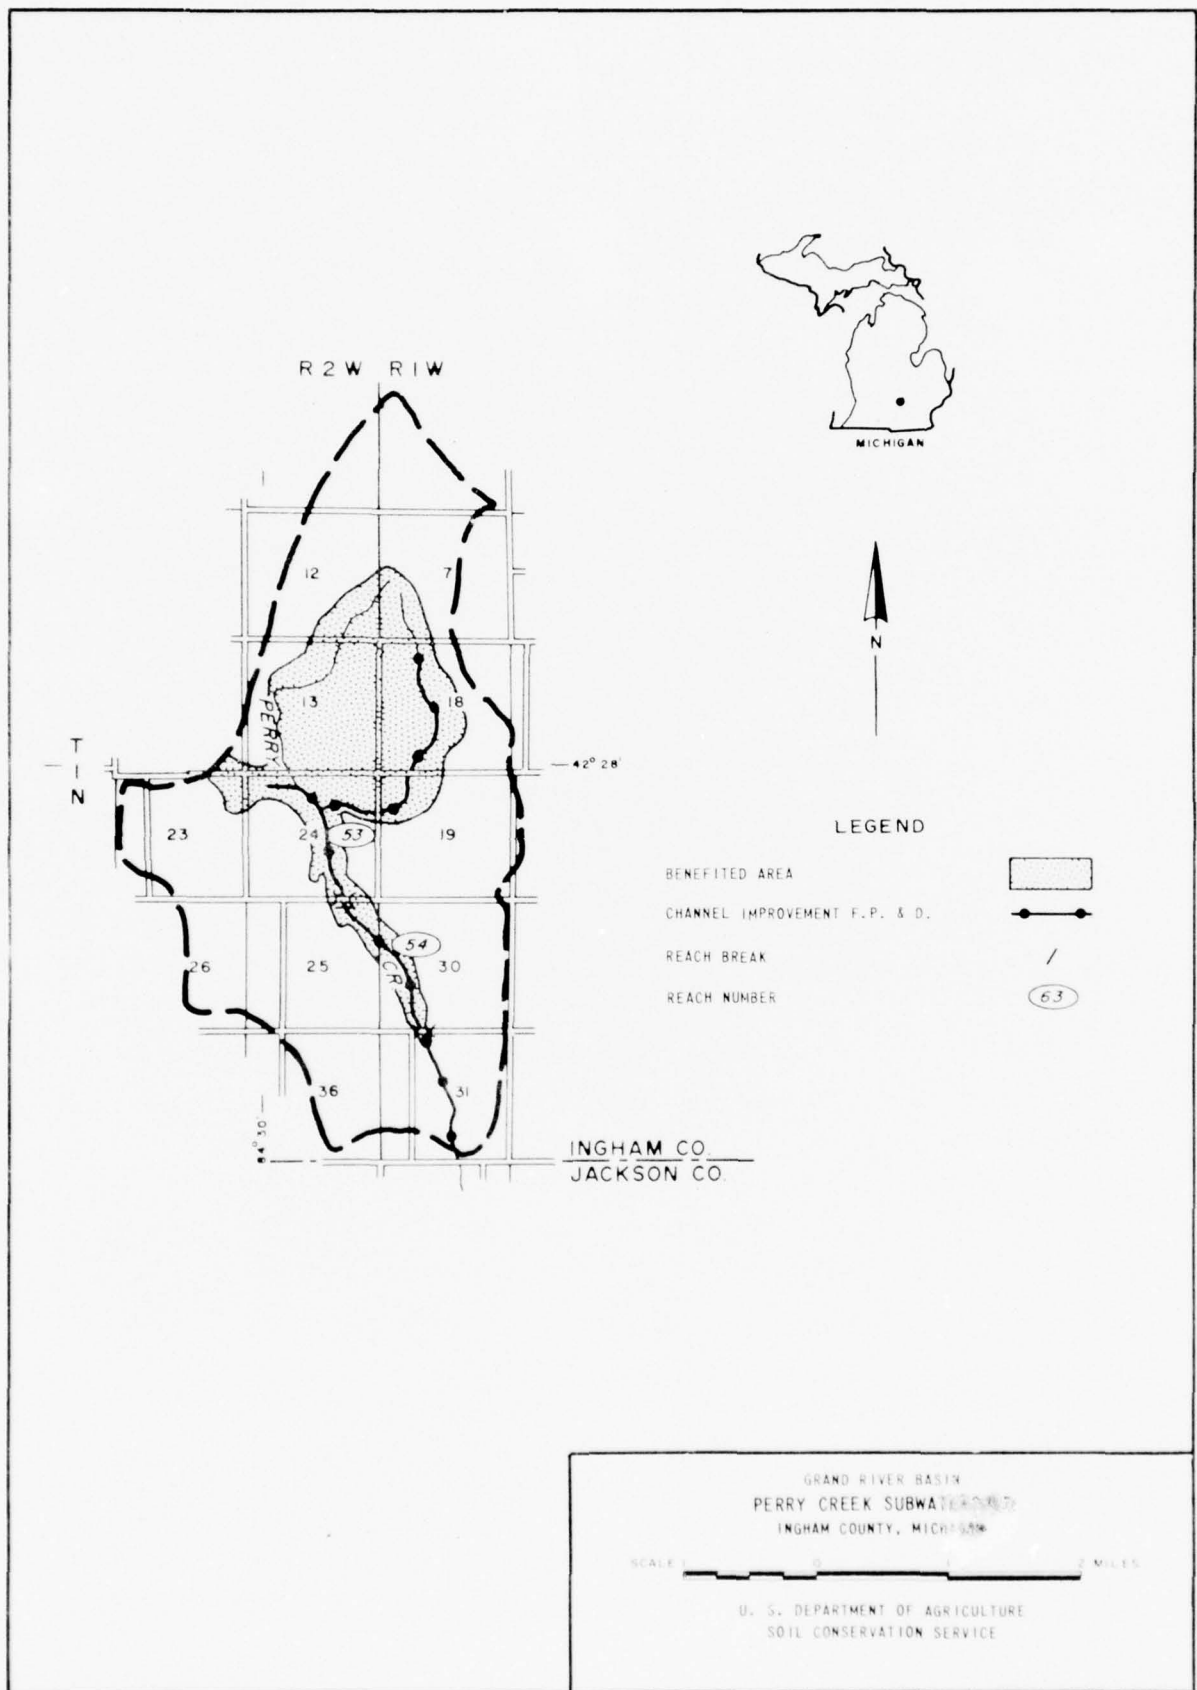 MICHIGAN
R2W R1W
N
12
7
13
18
PERRY
T
1
N
42° 28'
23
24
53
19
LEGEND
BENEFITED AREA
CHANNEL IMPROVEMENT F.P. & D.
REACH BREAK
REACH NUMBER
63
54
26
25
CR.
30
36
31
84° 30'
INGHAM CO.
JACKSON CO.
GRAND RIVER BASIN
PERRY CREEK
INGHAM COUNTY,
SCALE 1 0 1 2 MILES
U. S. DEPARTMENT OF AGRICULTURE
SOIL CONSERVATION SERVICE